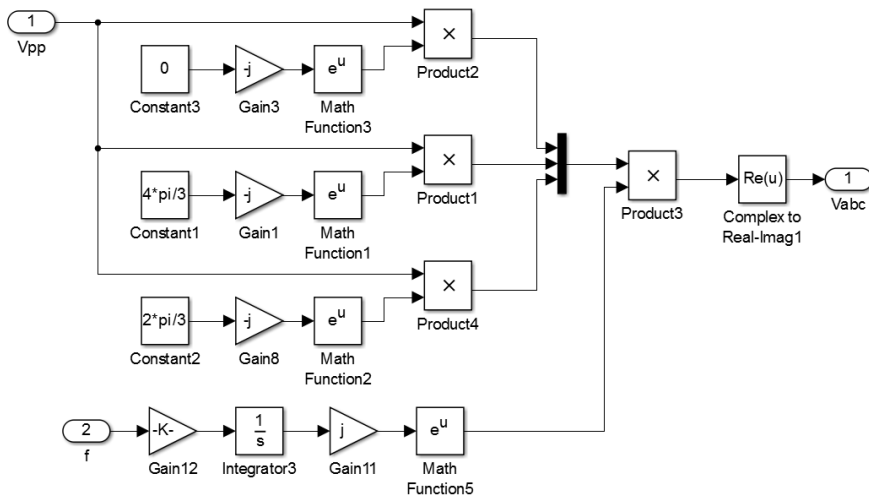 1
Vpp
0
Constant3
-j
Gain3
e^u
Math
Function3
×
Product2
4*pi/3
Constant1
-j
Gain1
e^u
Math
Function1
×
Product1
2*pi/3
Constant2
-j
Gain8
e^u
Math
Function2
×
Product4
×
Product3
Re(u)
Complex to
Real-Imag1
1
Vabc
2
f
-K-
Gain12
1
s
Integrator3
j
Gain11
e^u
Math
Function5